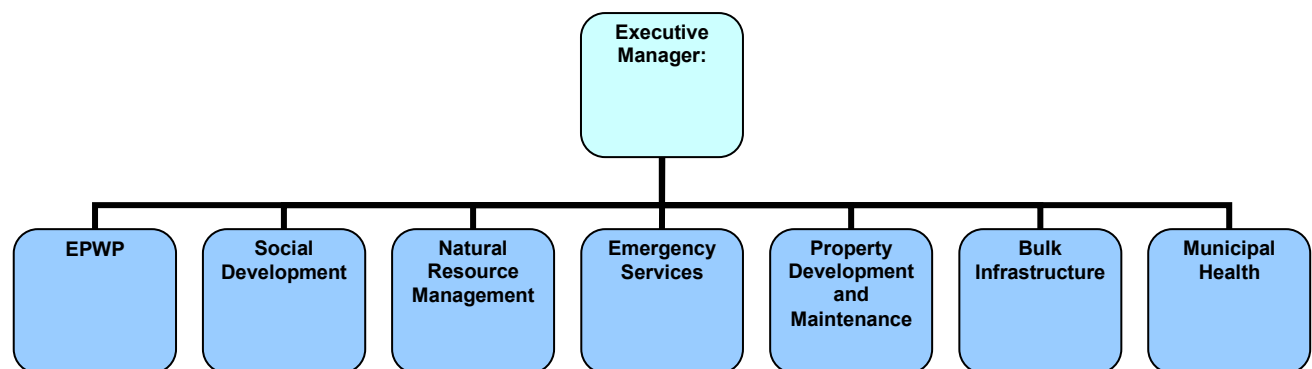 Executive
Manager:
EPWP
Social
Development
Natural
Resource
Management
Emergency
Services
Property
Development
and
Maintenance
Bulk
Infrastructure
Municipal
Health